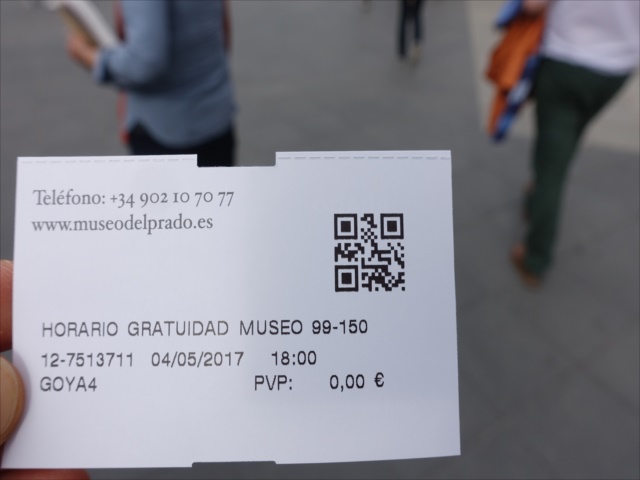 Teléfono: +34 902 10 70 77
www.museodelprado.es
HORARIO GRATUIDAD MUSEO 99-150
12-7513711 04/05/2017 18:00
GOYA4 PVP: 0,00 €